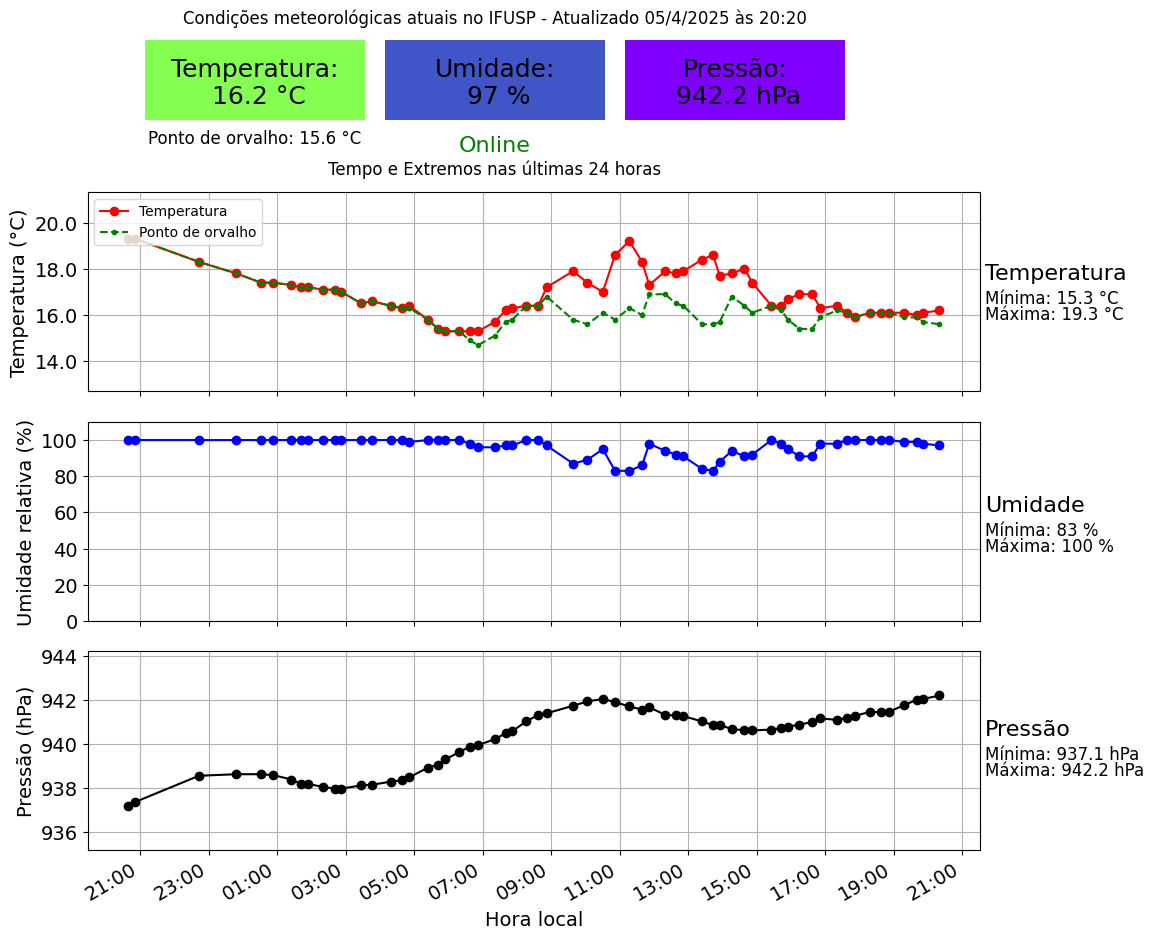 Condições meteorológicas atuais no IFUSP - Atualizado 05/4/2025 às 20:20
Temperatura:
16.2 °C
Umidade:
97 %
Pressão:
942.2 hPa
Ponto de orvalho: 15.6 °C
Online
Tempo e Extremos nas últimas 24 horas
Temperatura (°C)
20.0
18.0
16.0
14.0
Temperatura
Ponto de orvalho
Temperatura
Mínima: 15.3 °C
Máxima: 19.3 °C
Umidade relativa (%)
100
80
60
40
20
0
Umidade
Mínima: 83 %
Máxima: 100 %
Pressão (hPa)
944
942
940
938
936
Pressão
Mínima: 937.1 hPa
Máxima: 942.2 hPa
21:00 23:00 01:00 03:00 05:00 07:00 09:00 11:00 13:00 15:00 17:00 19:00 21:00
Hora local